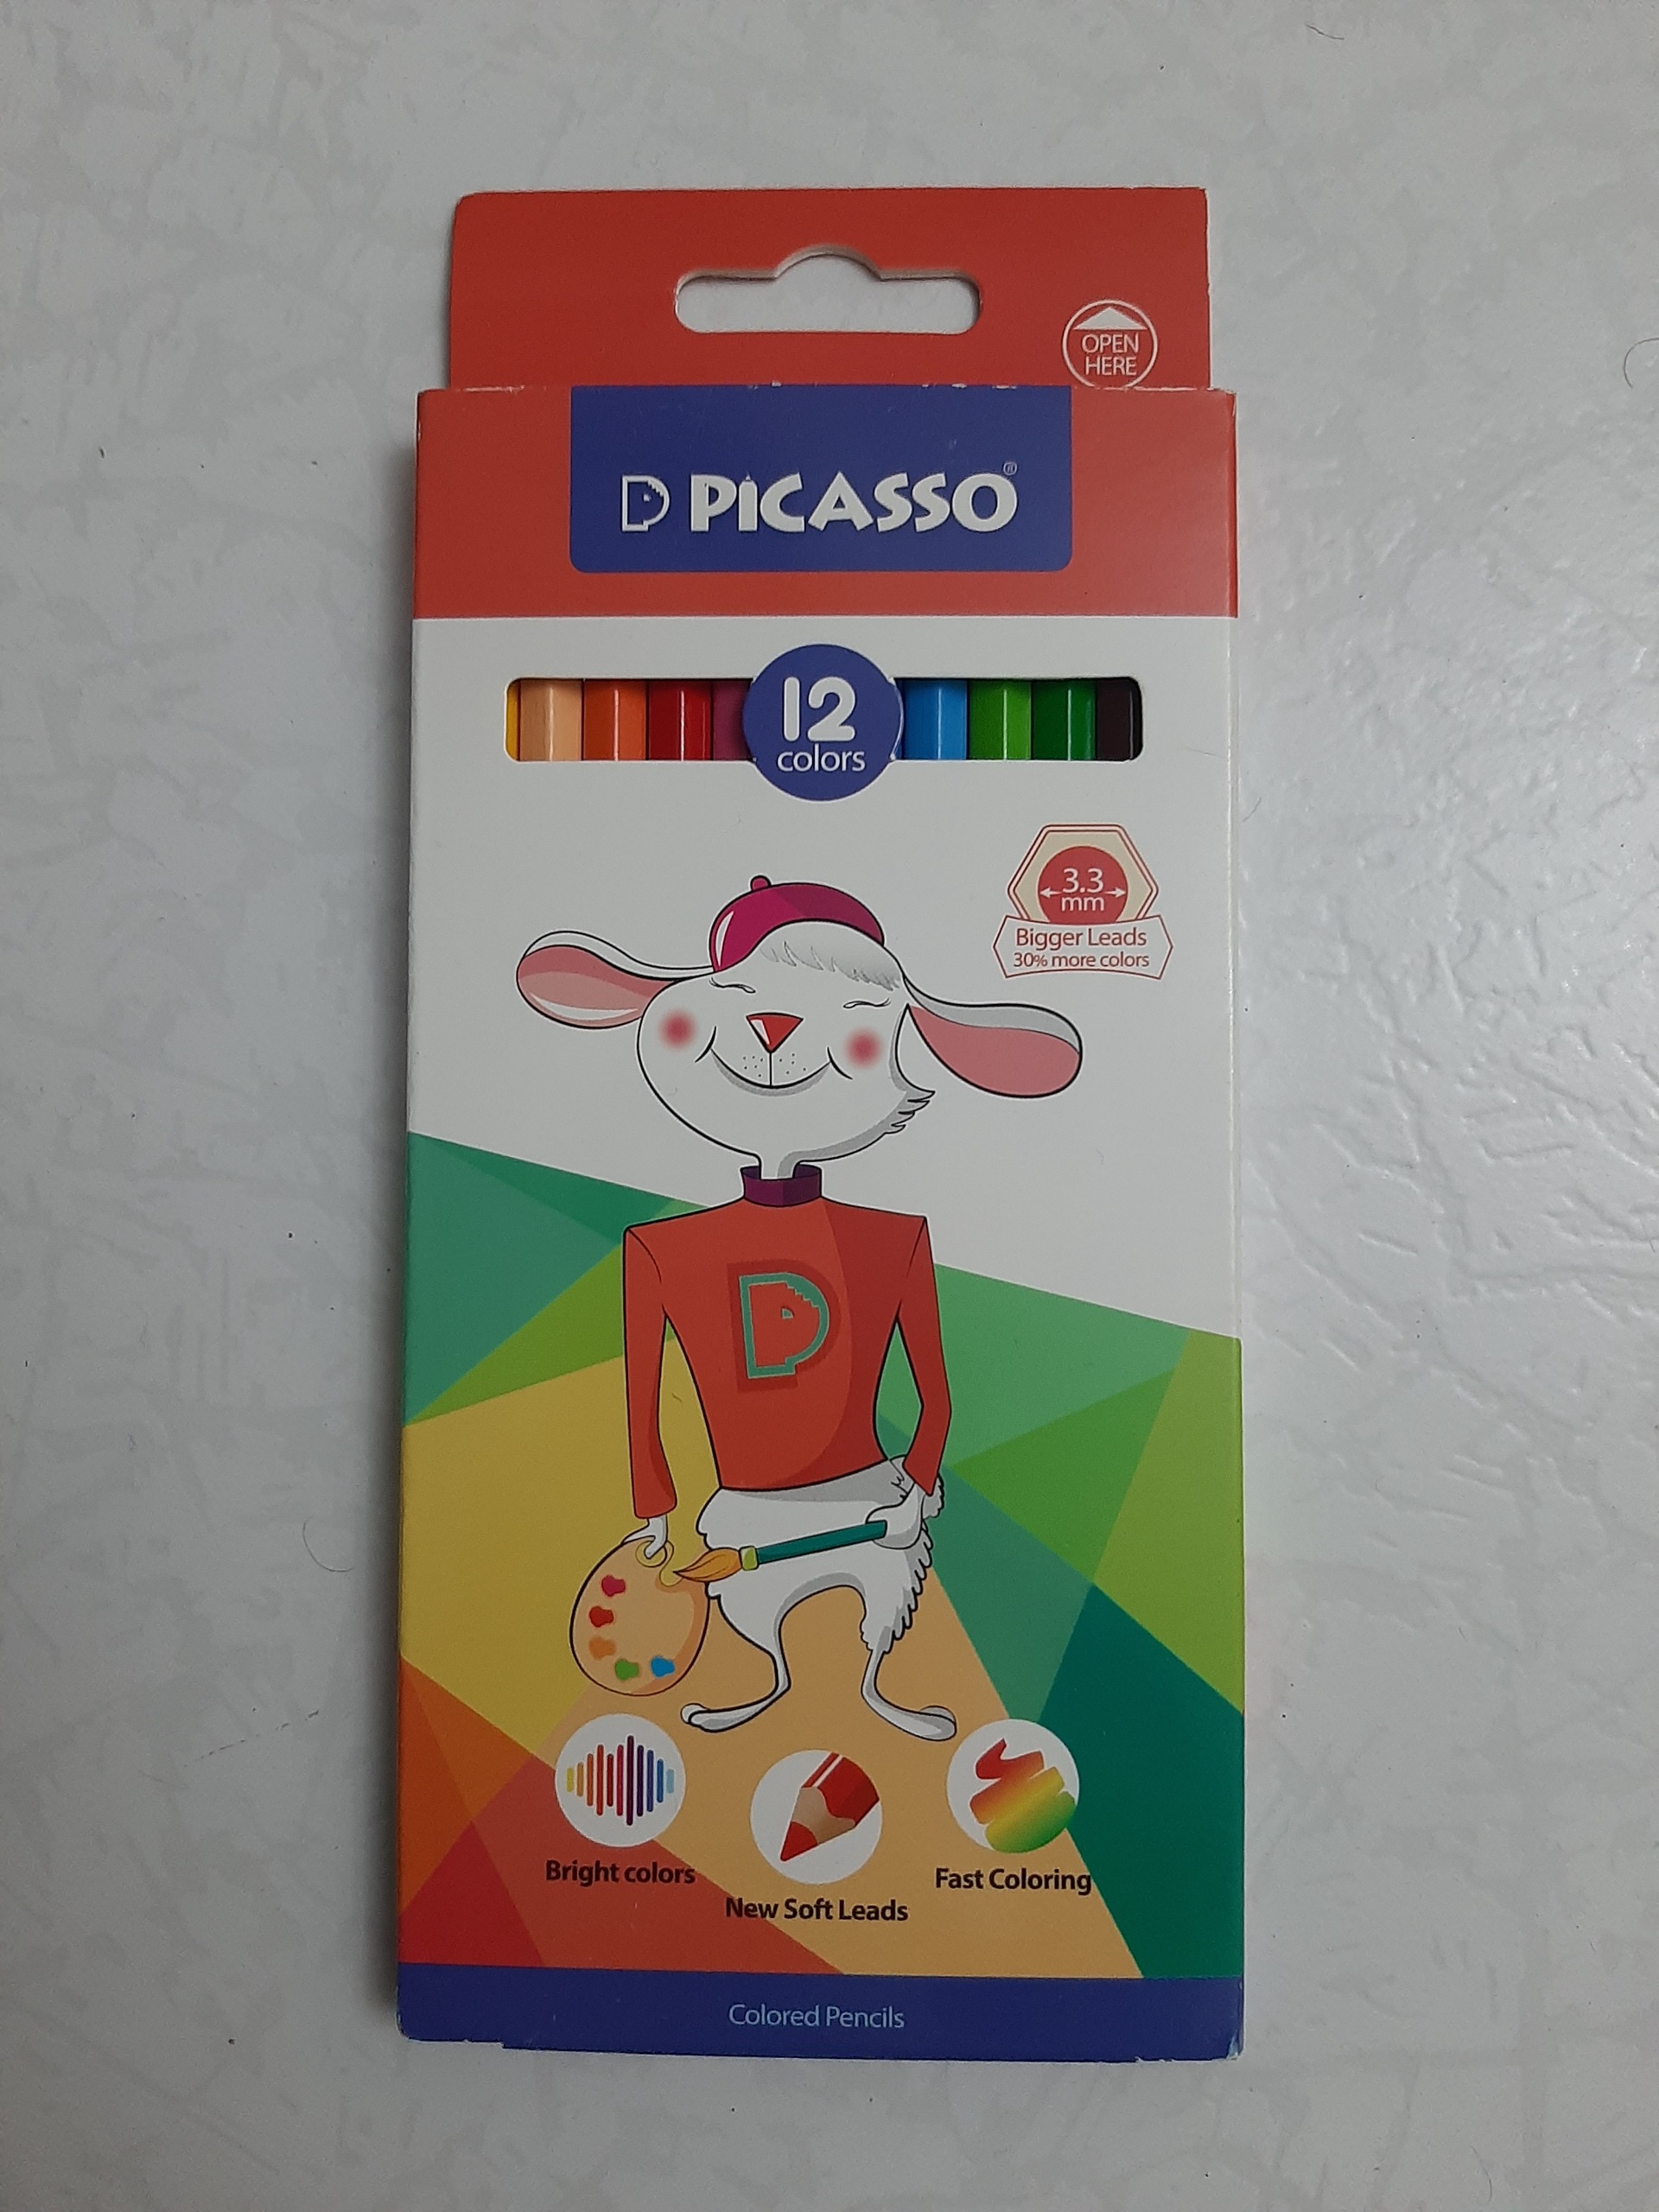 OPEN
HERE
PICASSO®
12
colors
3.3
mm
Bigger Leads
30% more colors
Bright colors
New Soft Leads
Fast Coloring
Colored Pencils